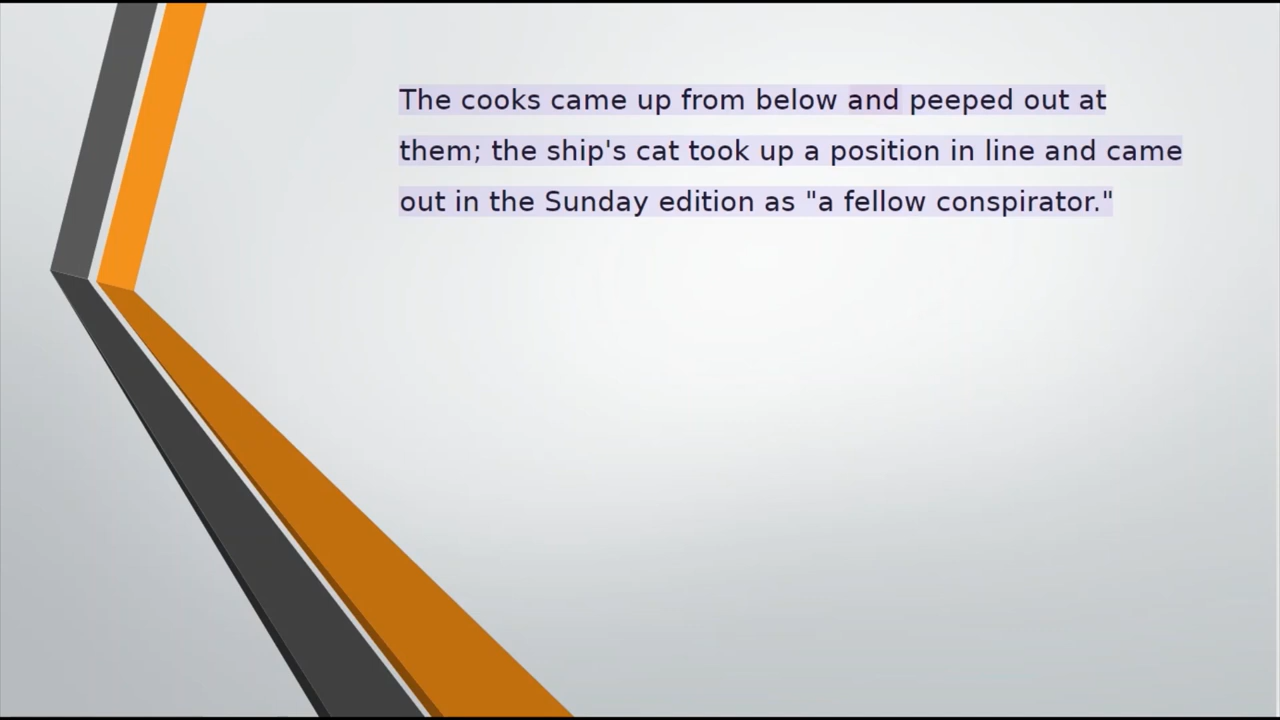 The cooks came up from below and peeped out at
them; the ship's cat took up a position in line and came
out in the Sunday edition as "a fellow conspirator."